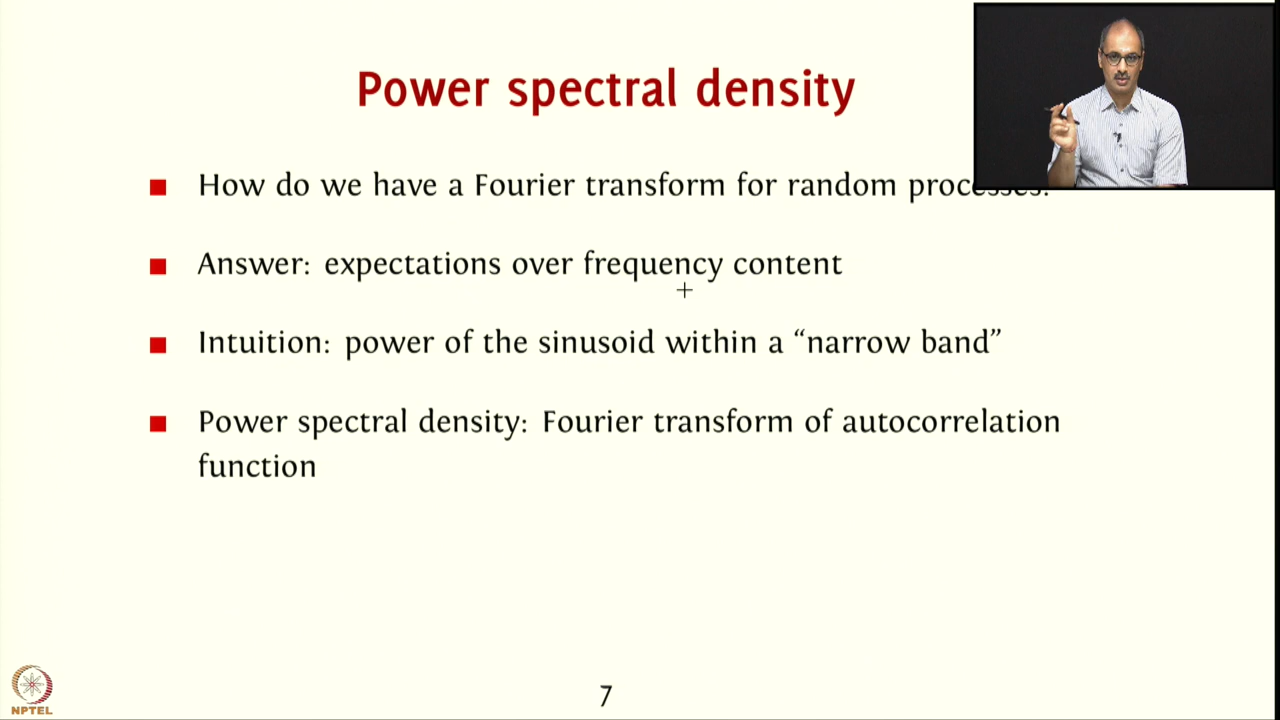 Power spectral density
How do we have a Fourier transform for random processes?
Answer: expectations over frequency content
Intuition: power of the sinusoid within a “narrow band”
Power spectral density: Fourier transform of autocorrelation
function
NPTEL
7